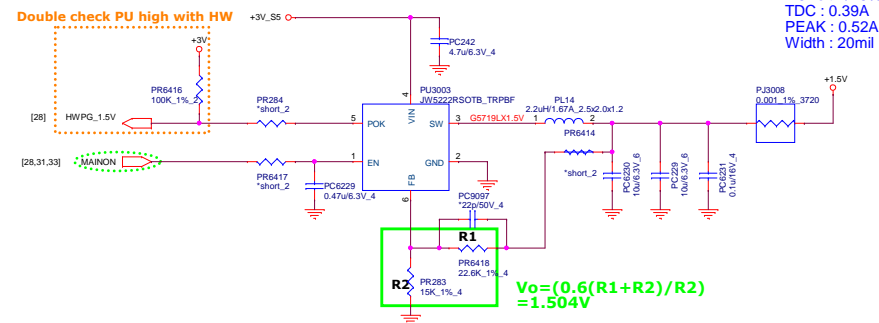 Double check PU high with HW
+3V_S5
TDC : 0.39A
PEAK : 0.52A
Width : 20mil
+3V
PC242
4.7u/6.3V_4
PR6416
100K_1%_2
PU3003
JW5222RSOTB_TRPBF
PL14
2.2uH/1.67A_2.5x2.0x1.2
PJ3008
0.001_1%_3720
+1.5V
[28]
HWPG_1.5V
PR284
*short_2
5
POK
4
VIN
SW
3
G5719LX1.5V
1
2
PR6414
*short_2
[28,31,33]
MAINON
PR6417
*short_2
1
EN
GND
2
FB
6
PC6229
0.47u/6.3V_4
PC6230
10u/6.3V_6
PC229
10u/6.3V_6
PC6231
0.1u/16V_4
PC9097
*22p/50V_4
R1
PR6418
22.6K_1%_4
R2
PR283
15K_1%_4
Vo=(0.6(R1+R2)/R2)
=1.504V